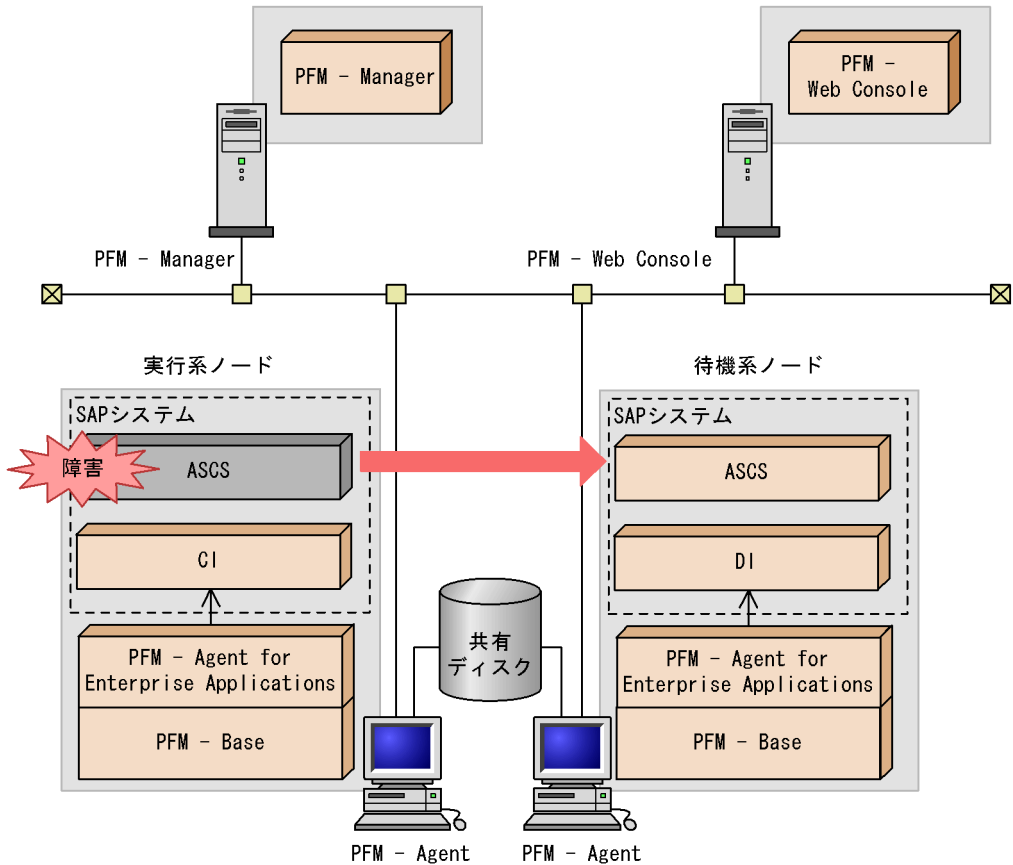 PFM - Manager
PFM -
Web Console
PFM - Manager
PFM - Web Console
実行系ノード
待機系ノード
SAPシステム
障害
ASCS
CI
PFM - Agent for
Enterprise Applications
PFM - Base
共有
ディスク
SAPシステム
ASCS
DI
PFM - Agent for
Enterprise Applications
PFM - Base
PFM - Agent
PFM - Agent